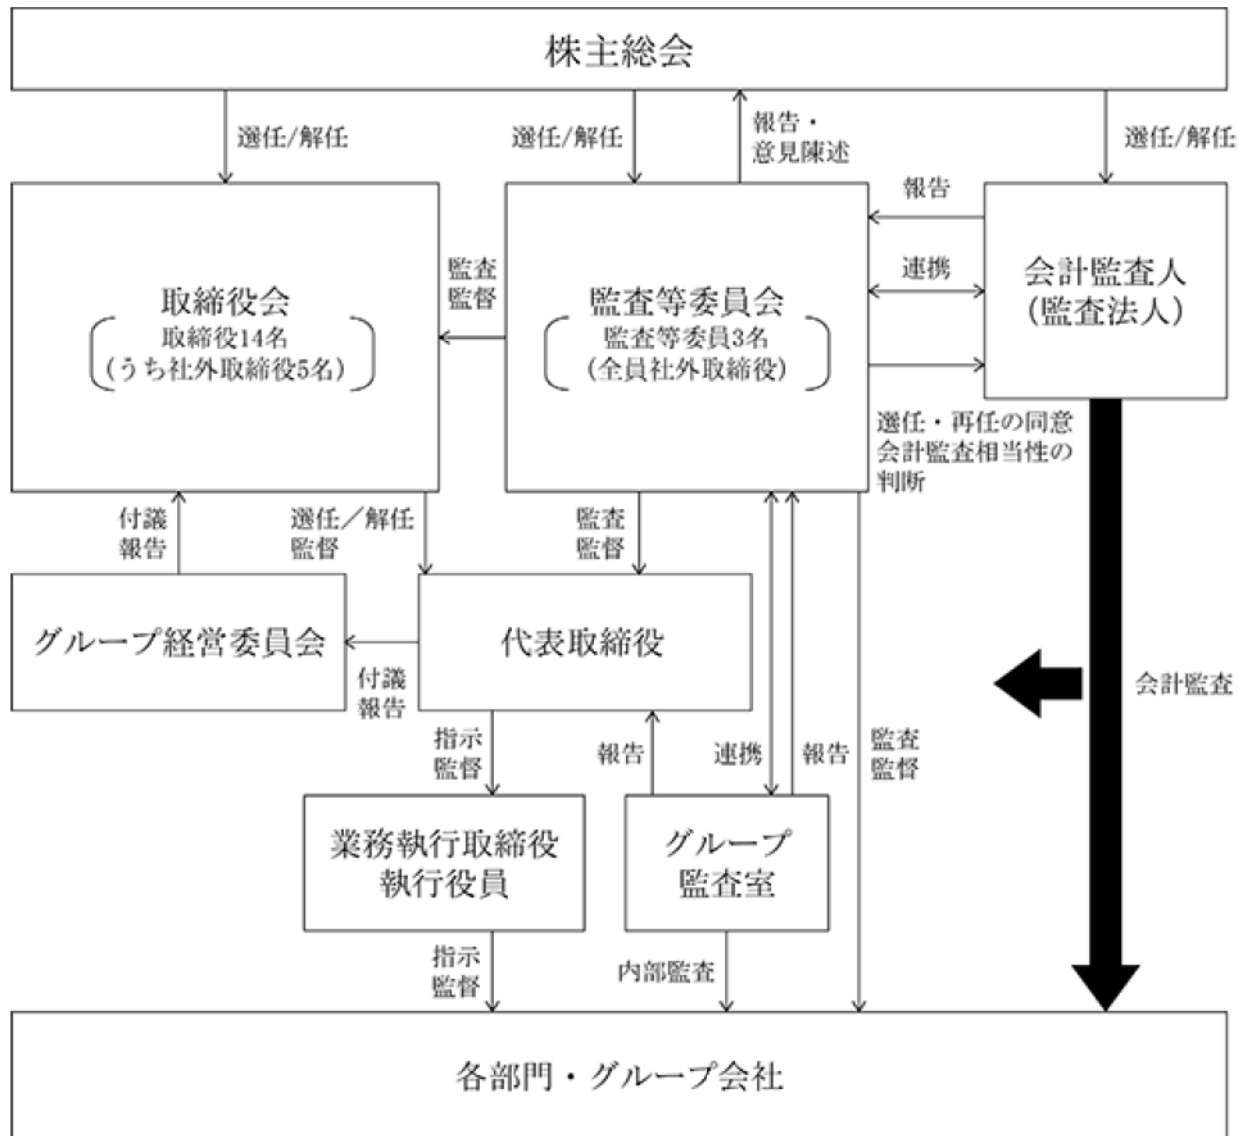 株主総会
選任/解任
選任/解任
報告・
意見陳述
選任/解任
報告
連携
会計監査人
(監査法人)
監査
監督
取締役会
取締役14名
(うち社外取締役5名)
監査等委員会
監査等委員3名
(全員社外取締役)
選任・再任の同意
会計監査相当性の
判断
付議
報告
選任／解任
監督
監査
監督
グループ経営委員会
代表取締役
付議
報告
会計監査
指示
監督
報告
連携
報告
監査
監督
業務執行取締役
執行役員
グループ
監査室
指示
監督
内部監査
各部門・グループ会社